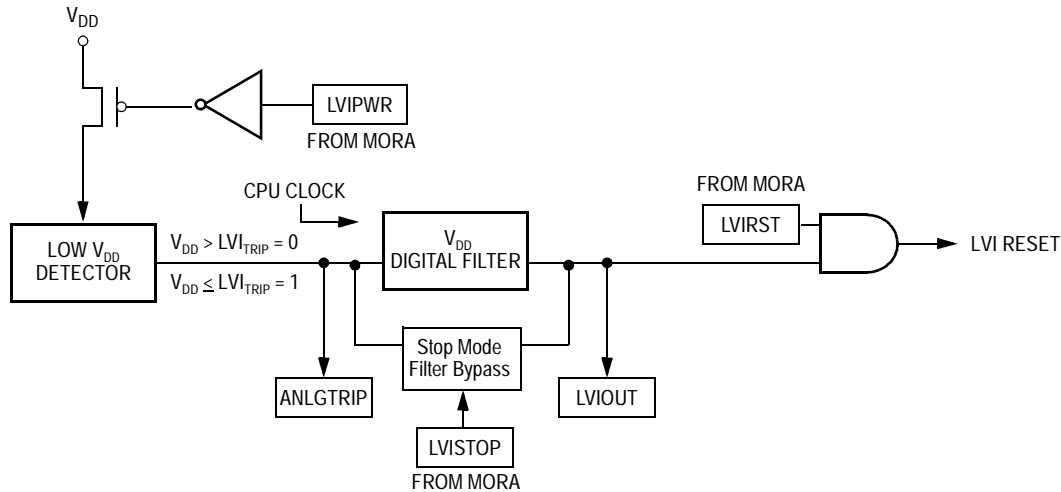 VDD
LVIPWR
FROM MORA
CPU CLOCK
FROM MORA
LVIRST
LOW VDD
DETECTOR
VDD > LVITRIP = 0
VDD ≤ LVITRIP = 1
VDD
DIGITAL FILTER
LVI RESET
Stop Mode
Filter Bypass
ANLGTRIP
LVIOUT
LVISTOP
FROM MORA